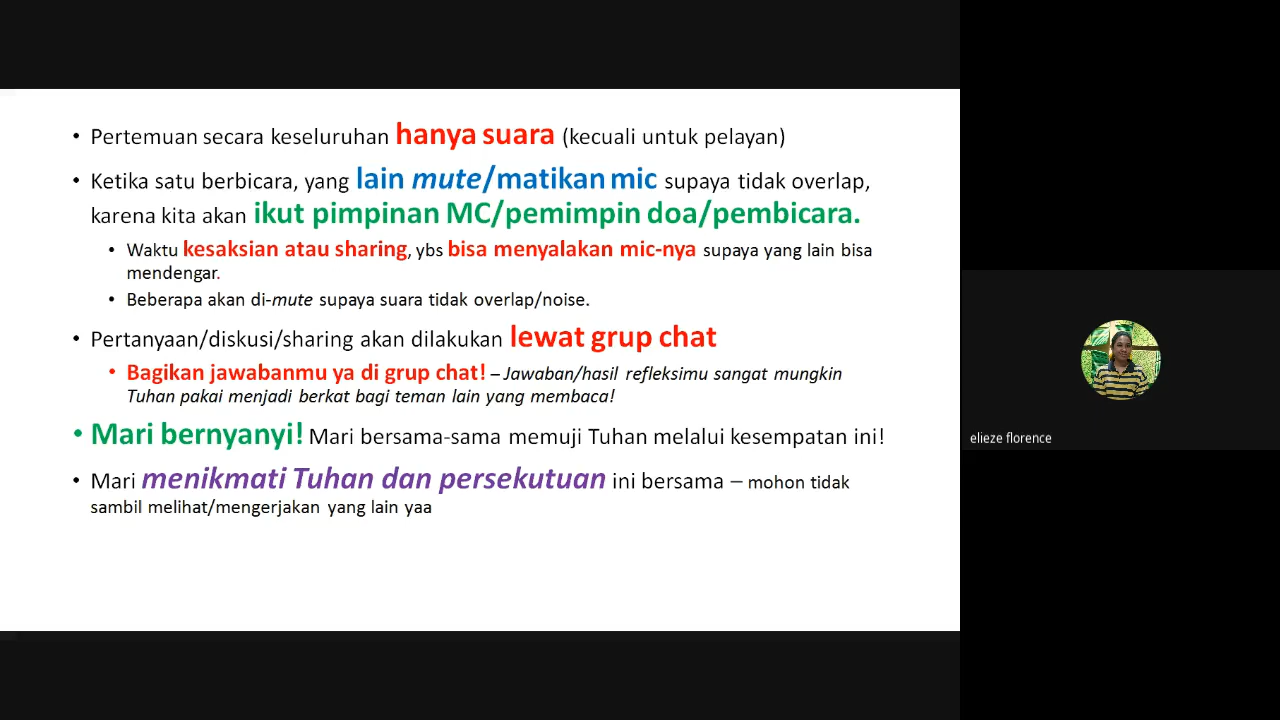 • Pertemuan secara keseluruhan hanya suara (kecuali untuk pelayan)
• Ketika satu berbicara, yang lain mute/matikan mic supaya tidak overlap,
karena kita akan ikut pimpinan MC/pemimpin doa/pembicara.
• Waktu kesaksian atau sharing, ybs bisa menyalakan mic-nya supaya yang lain bisa
mendengar.
• Beberapa akan di-mute supaya suara tidak overlap/noise.
• Pertanyaan/diskusi/sharing akan dilakukan lewat grup chat
• Bagikan jawabanmu ya di grup chat! – Jawaban/hasil refleksimu sangat mungkin
Tuhan pakai menjadi berkat bagi teman lain yang membaca!
• Mari bernyanyi! Mari bersama-sama memuji Tuhan melalui kesempatan ini!
• Mari menikmati Tuhan dan persekutuan ini bersama – mohon tidak
sambil melihat/mengerjakan yang lain yaa
elieze florence